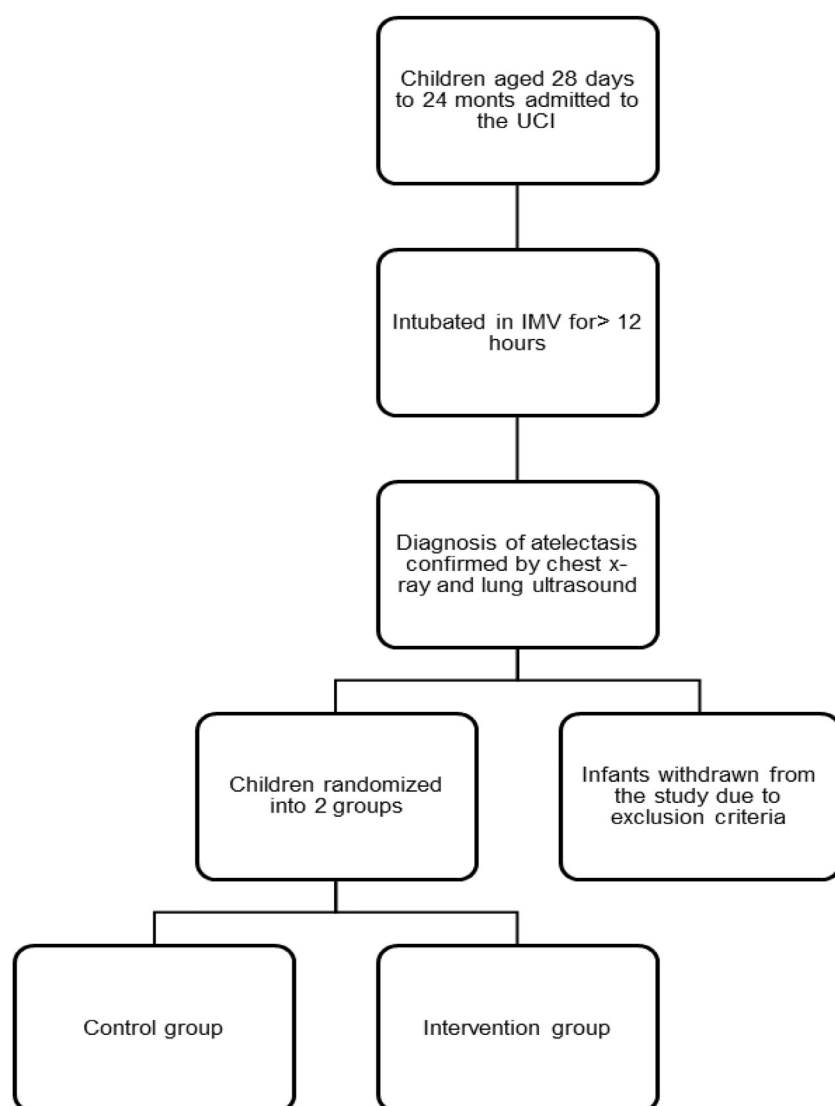 Children aged 28 days
to 24 monts admitted to
the UCI
Intubated in IMV for> 12
hours
Diagnosis of atelectasis
confirmed by chest x-
ray and lung ultrasound
Children randomized
into 2 groups
Infants withdrawn from
the study due to
exclusion criteria
Control group
Intervention group